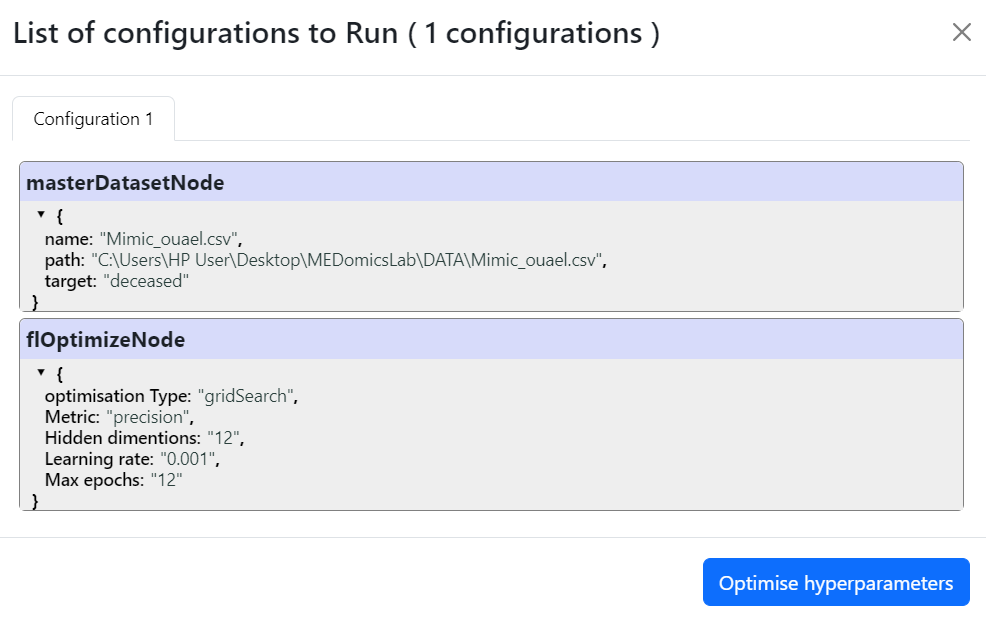 List of configurations to Run ( 1 configurations )
Configuration 1
masterDatasetNode
{
name: "Mimic_ouael.csv",
path: "C:\Users\HP User\Desktop\MEDomicsLab\DATA\Mimic_ouael.csv",
target: "deceased"
}
flOptimizeNode
{
optimisation Type: "gridSearch",
Metric: "precision",
Hidden dimentions: "12",
Learning rate: "0.001",
Max epochs: "12"
}
Optimise hyperparameters